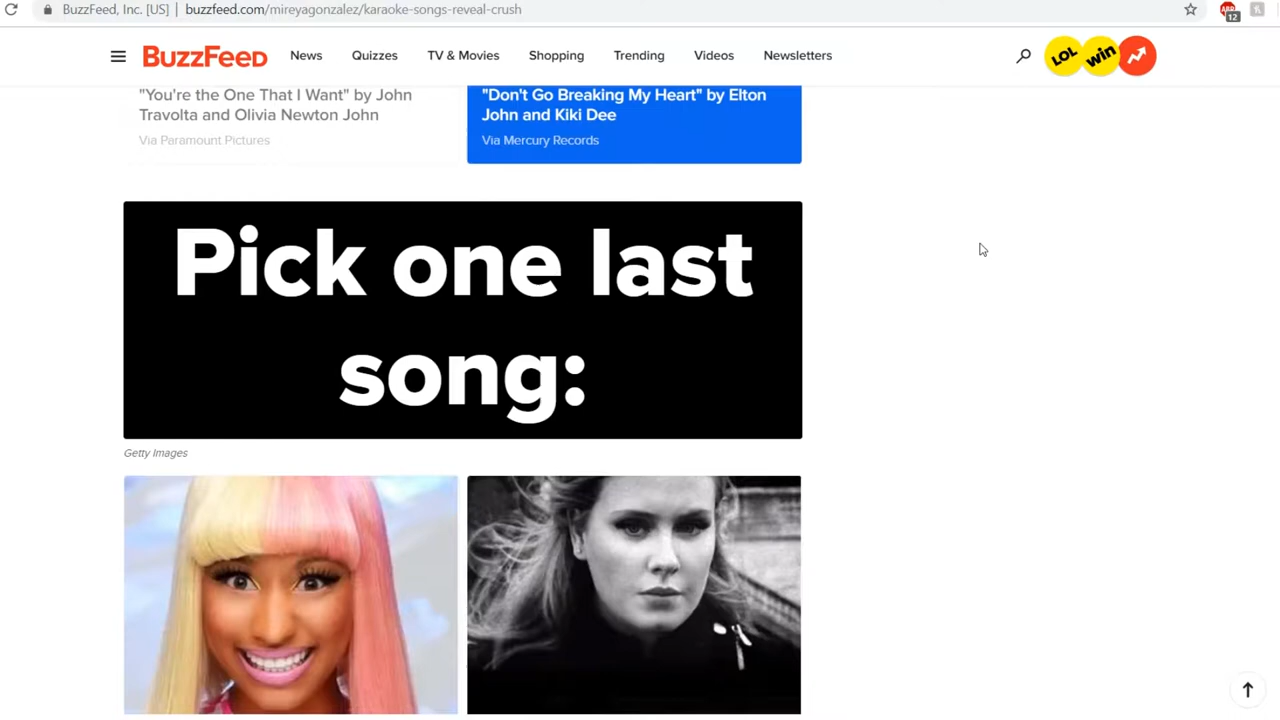 BuzzFeed, Inc. [US] | buzzfeed.com/mireyagonzalez/karaoke-songs-reveal-crush
ABP
12
BuzzFeed
News
Quizzes
TV & Movies
Shopping
Trending
Videos
Newsletters
LOL
win
"You're the One That I Want" by John
Travolta and Olivia Newton John
Via Paramount Pictures
"Don't Go Breaking My Heart" by Elton
John and Kiki Dee
Via Mercury Records
Pick one last
song:
Getty Images